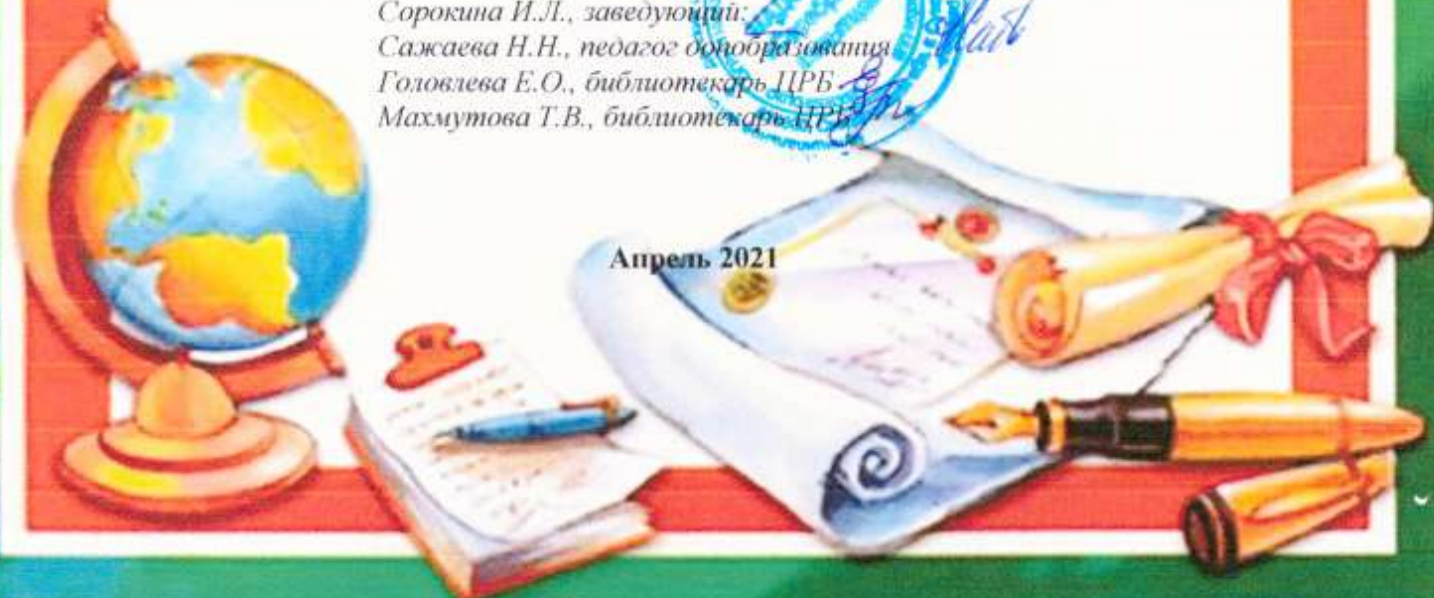 Сорокина И.Л., заведующий:
Сажаева Н.Н., педагог допобразования
Головлева Е.О., библиотекарь ЦРБ
Махмутова Т.В., библиотекарь ЦРБ
Апрель 2021